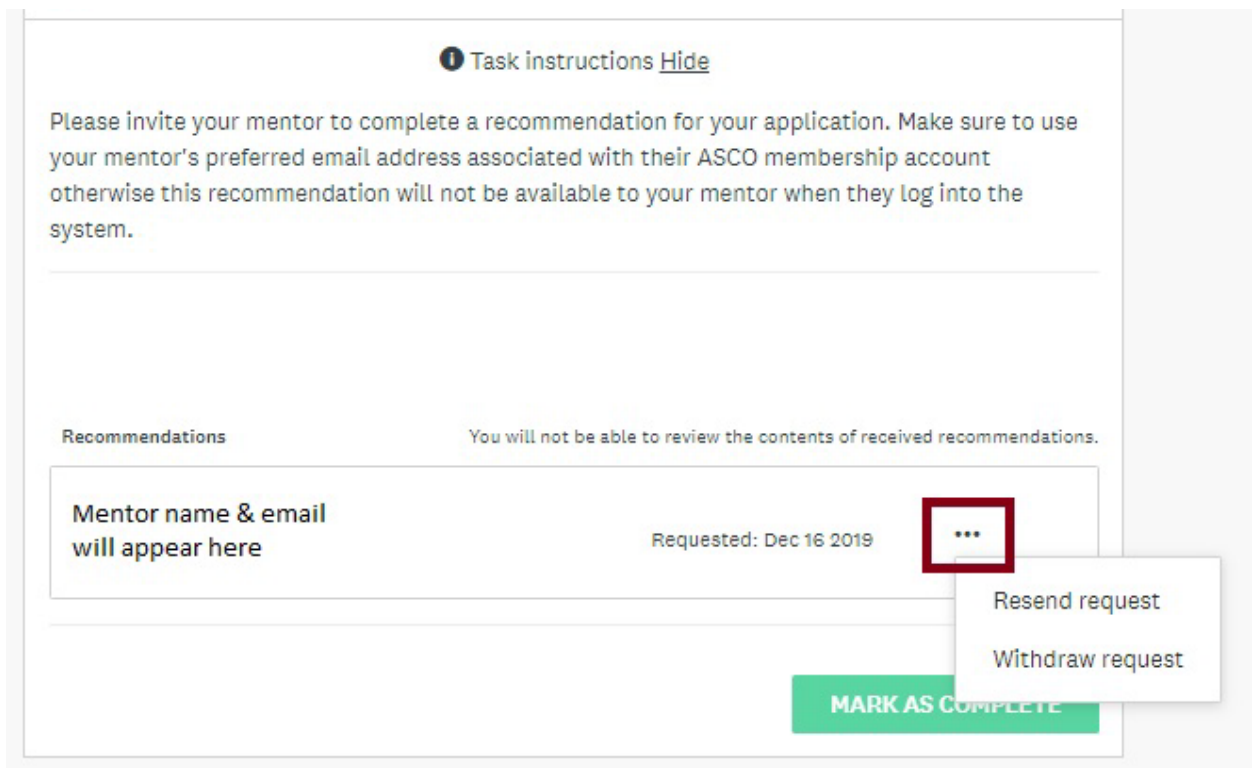 Task instructions Hide
Please invite your mentor to complete a recommendation for your application. Make sure to use
your mentor's preferred email address associated with their ASCO membership account
otherwise this recommendation will not be available to your mentor when they log into the
system.
Recommendations You will not be able to review the contents of received recommendations.
Mentor name & email
will appear here
Requested: Dec 16 2019 •••
Resend request
Withdraw request
MARK AS COMPLETE